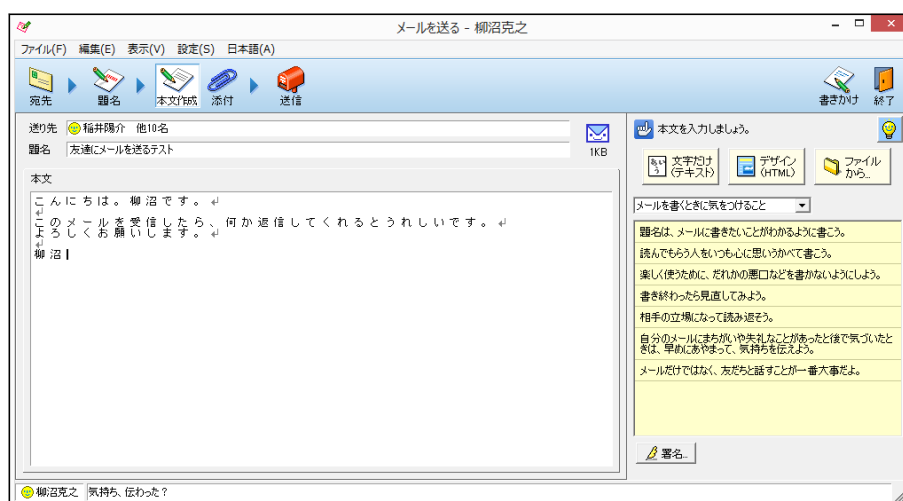 メールを送る - 柳沼克之
ファイル(F) 編集(E) 表示(V) 設定(S) 日本語(A)
宛先 題名 本文作成 添付 送信 書きかけ 終了
送り先 稲井陽介 他10名
題名 友達にメールを送るテスト
1KB
本文
こんにちは。柳沼です。↵
↵
このメールを受信したら、何か返信してくれるとうれしいです。↵
よろしくお願いします。↵
↵
柳沼
本文を入力しましょう。
あいう 文字だけ(テキスト)
デザイン(HTML)
ファイルから...
メールを書くときに気をつけること
題名は、メールに書きたいことがわかるように書こう。
読んでもらう人をいつも心に思いうかべて書こう。
楽しく使うために、だれかの悪口などを書かないようにしよう。
書き終わったら見直してみよう。
相手の立場になって読み返そう。
自分のメールにまちがいや失礼なことがあったと後で気づいたと
きは、早めにあやまって、気持ちを伝えよう。
メールだけではなく、友だちと話すことが一番大事だよ。
署名...
柳沼克之 気持ち、伝わった?